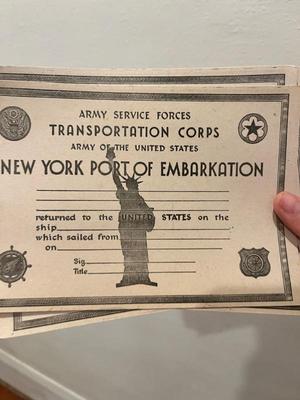 ARMY SERVICE FORCES
TRANSPORTATION CORPS
ARMY OF THE UNITED STATES
NEW YORK PORT OF EMBARKATION
returned to the UNITED STATES on the
ship
which sailed from
on
Sig.
Title